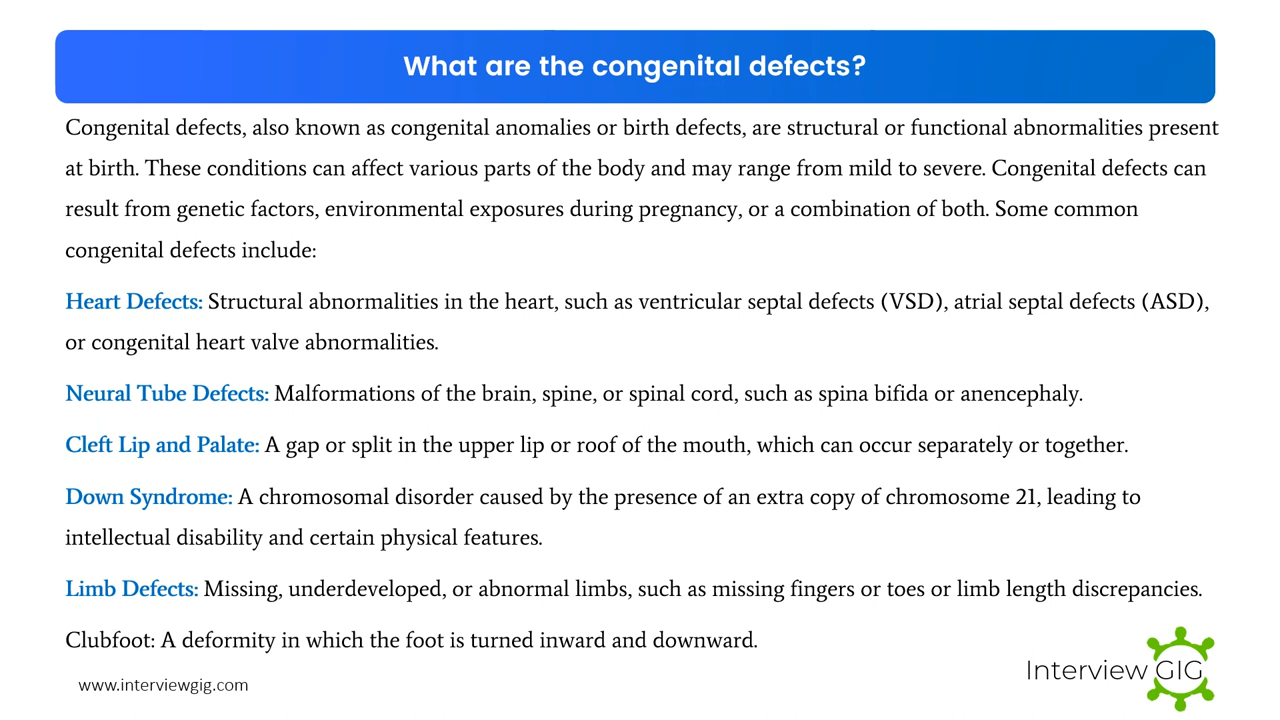 What are the congenital defects?
Congenital defects, also known as congenital anomalies or birth defects, are structural or functional abnormalities present
at birth. These conditions can affect various parts of the body and may range from mild to severe. Congenital defects can
result from genetic factors, environmental exposures during pregnancy, or a combination of both. Some common
congenital defects include:
Heart Defects: Structural abnormalities in the heart, such as ventricular septal defects (VSD), atrial septal defects (ASD),
or congenital heart valve abnormalities.
Neural Tube Defects: Malformations of the brain, spine, or spinal cord, such as spina bifida or anencephaly.
Cleft Lip and Palate: A gap or split in the upper lip or roof of the mouth, which can occur separately or together.
Down Syndrome: A chromosomal disorder caused by the presence of an extra copy of chromosome 21, leading to
intellectual disability and certain physical features.
Limb Defects: Missing, underdeveloped, or abnormal limbs, such as missing fingers or toes or limb length discrepancies.
Clubfoot: A deformity in which the foot is turned inward and downward.
Interview GIG
www.interviewgig.com